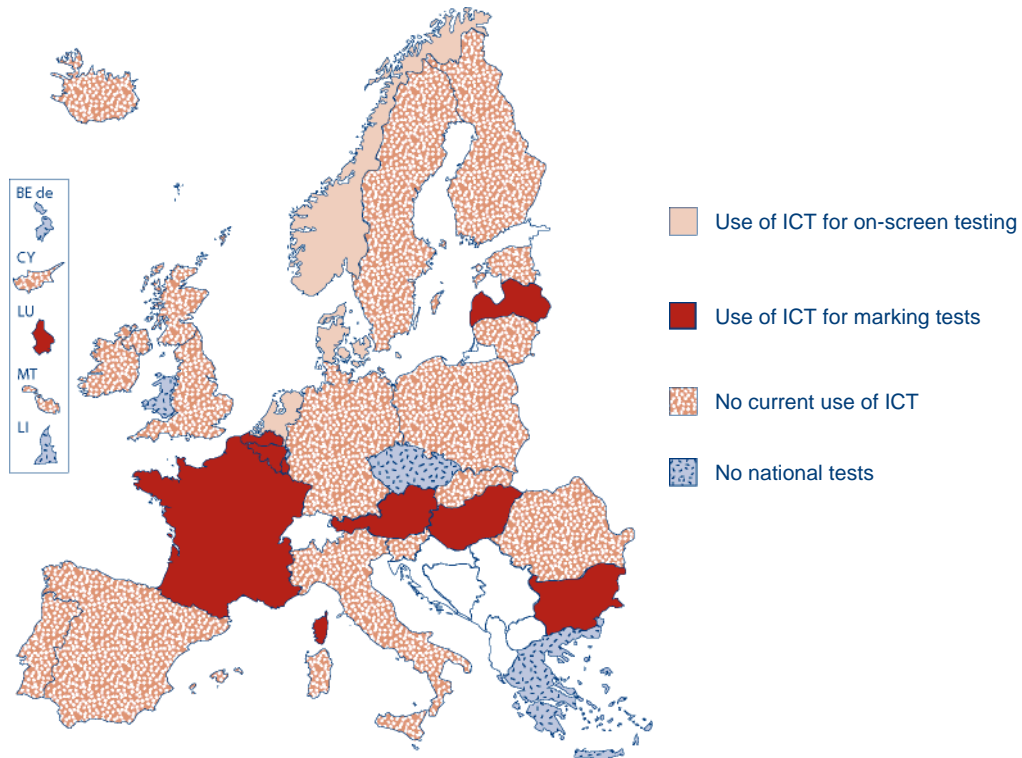 BE de
CY
LU
MT
LI
Use of ICT for on-screen testing
Use of ICT for marking tests
No current use of ICT
No national tests